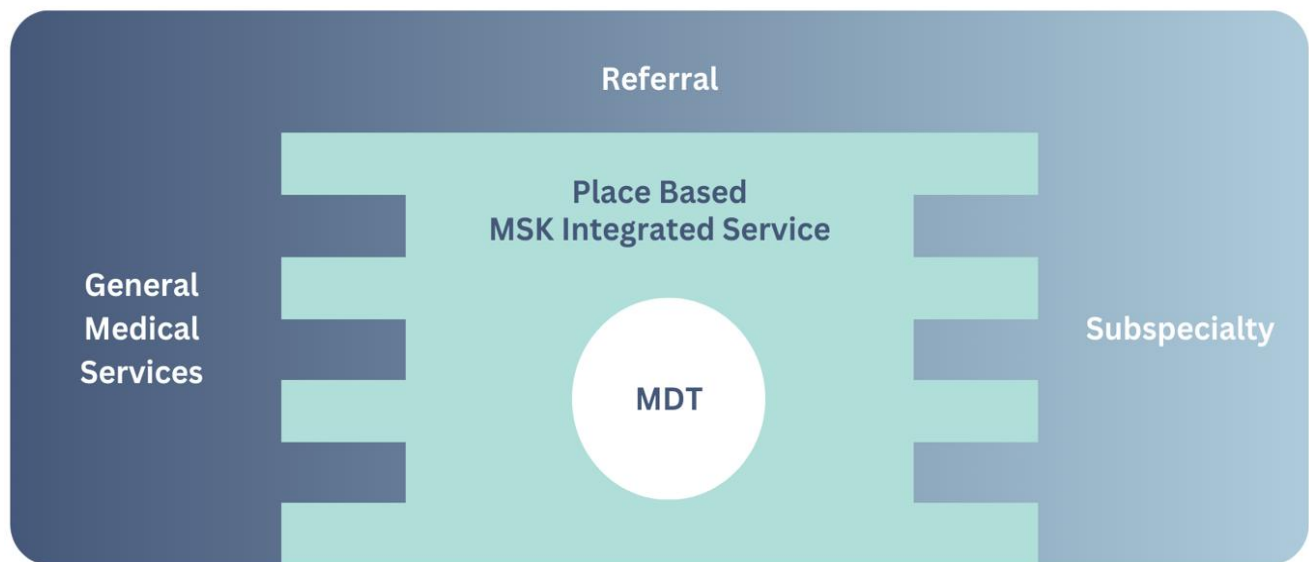 Referral
Place Based
MSK Integrated Service
General
Medical
Services
Subspecialty
MDT